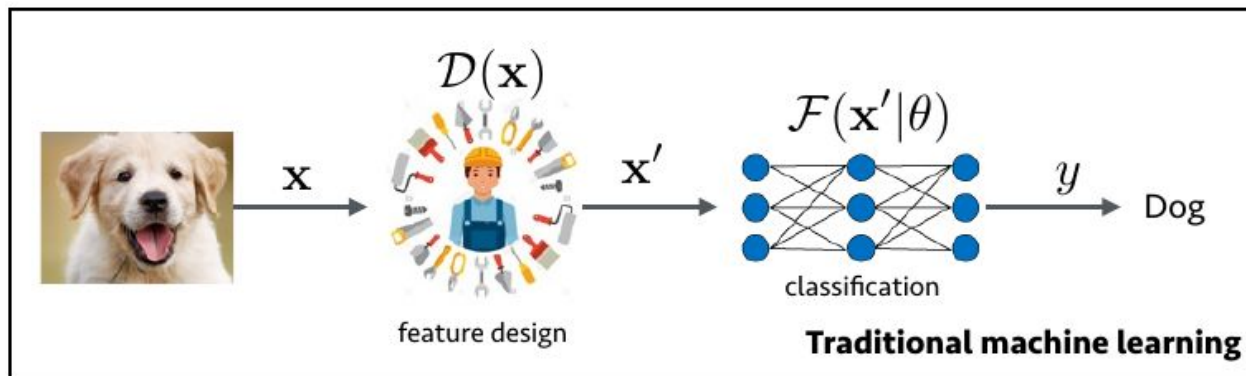 𝒟(𝐱)
ℱ(𝐱′|θ)
𝐱
𝐱′
y
Dog
classification
feature design
Traditional machine learning